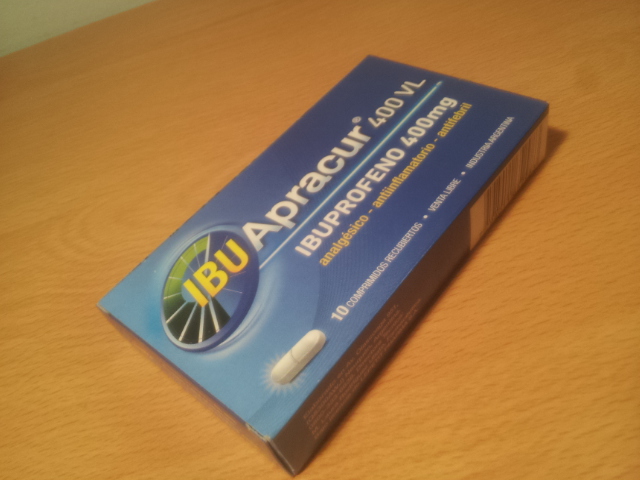 IBU Apracur® 400 VL
IBUPROFENO 400mg
analgésico - antiinflamatorio - antifebril
10 COMPRIMIDOS RECUBIERTOS • VENTA LIBRE • INDUSTRIA ARGENTINA